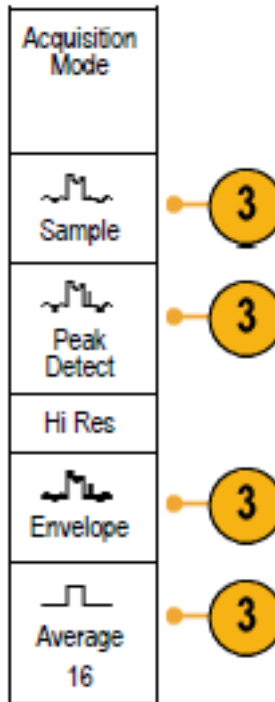 Acquisition
Mode
Sample
3
Peak
Detect
3
Hi Res
Envelope
3
Average
16
3